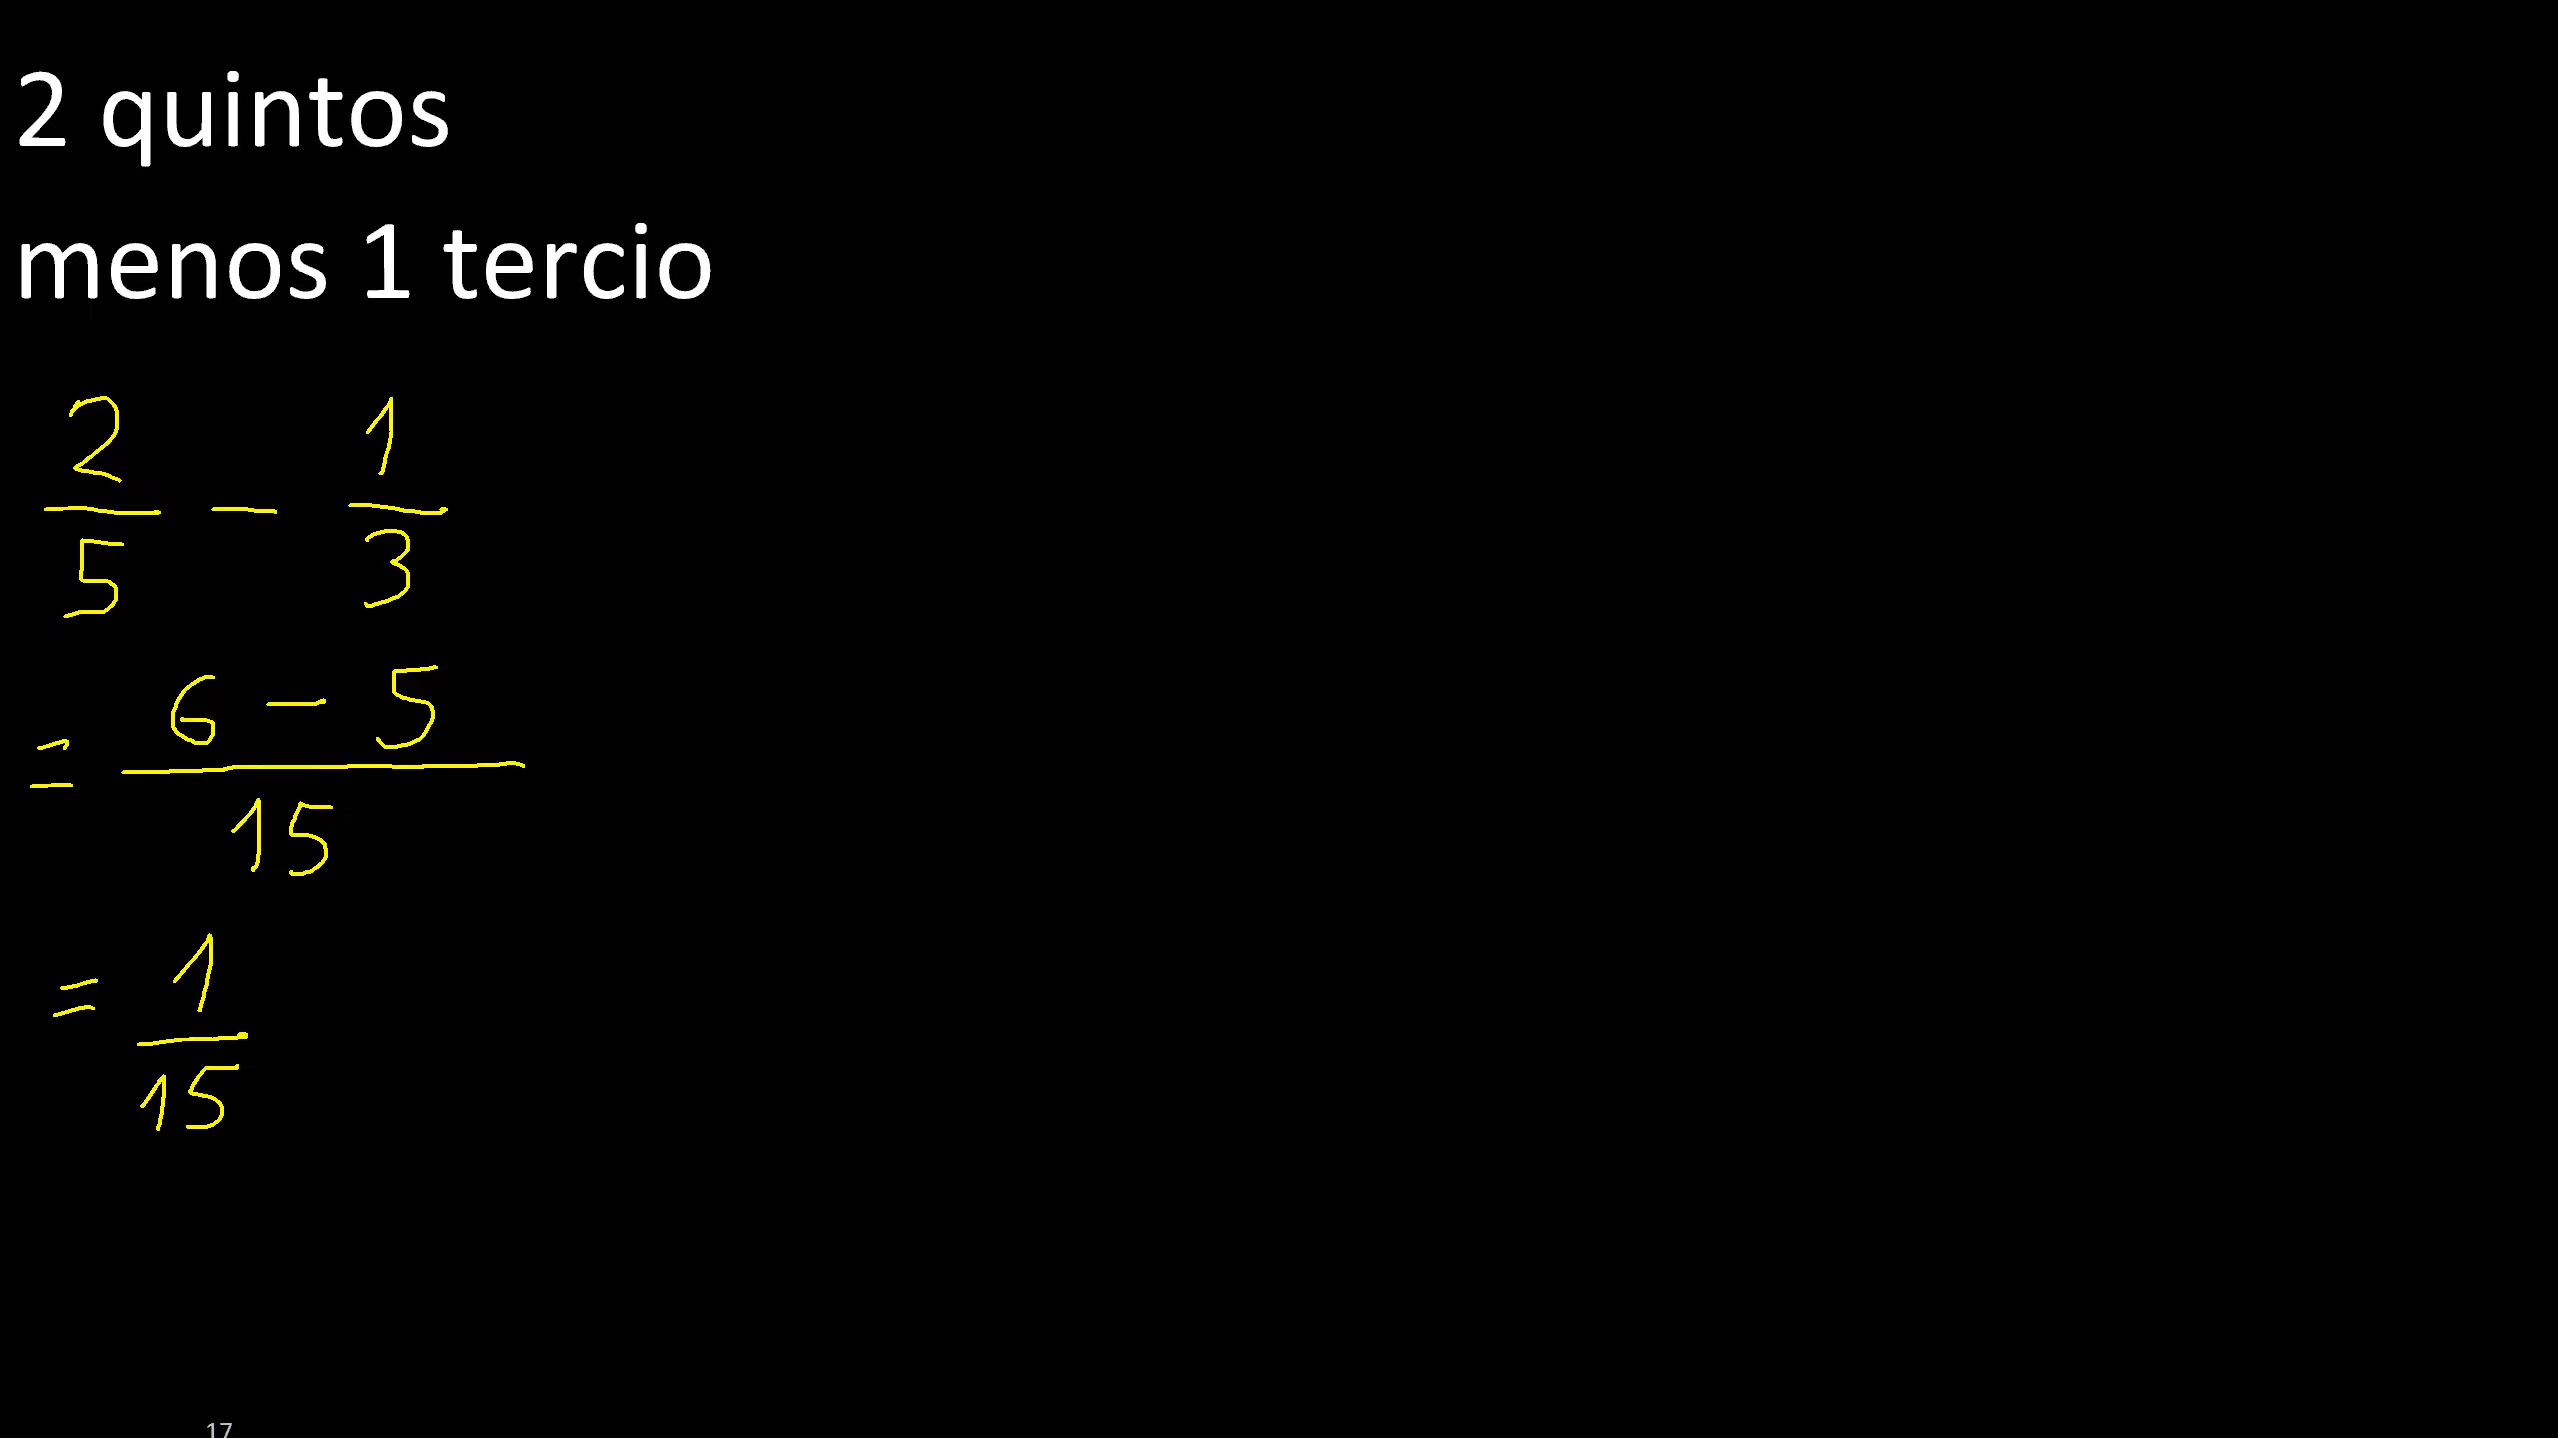 2 quintos
menos 1 tercio
2/5 - 1/3
= 6 - 5 / 15
= 1/15
17